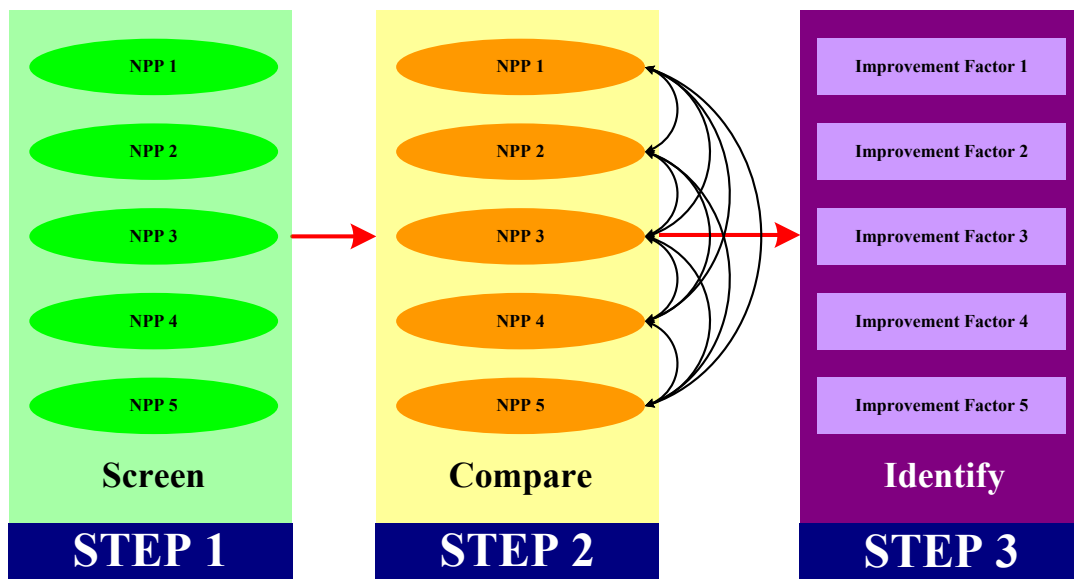 NPP 1
NPP 2
NPP 3
NPP 4
NPP 5
Screen
STEP 1
NPP 1
NPP 2
NPP 3
NPP 4
NPP 5
Compare
STEP 2
Improvement Factor 1
Improvement Factor 2
Improvement Factor 3
Improvement Factor 4
Improvement Factor 5
Identify
STEP 3